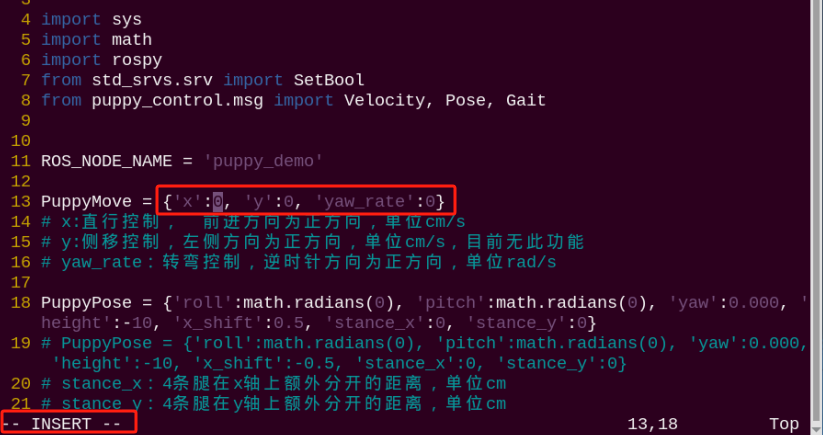 3
4 import sys
5 import math
6 import rospy
7 from std_srvs.srv import SetBool
8 from puppy_control.msg import Velocity, Pose, Gait
9
10
11 ROS_NODE_NAME = 'puppy_demo'
12
13 PuppyMove = {'x':0, 'y':0, 'yaw_rate':0}
14 # x:直行控制， 前进方向为正方向，单位cm/s
15 # y:侧移控制，左侧方向为正方向，单位cm/s，目前无此功能
16 # yaw_rate：转弯控制，逆时针方向为正方向，单位rad/s
17
18 PuppyPose = {'roll':math.radians(0), 'pitch':math.radians(0), 'yaw':0.000, '
height':-10, 'x_shift':0.5, 'stance_x':0, 'stance_y':0}
19 # PuppyPose = {'roll':math.radians(0), 'pitch':math.radians(0), 'yaw':0.000,
'height':-10, 'x_shift':-0.5, 'stance_x':0, 'stance_y':0}
20 # stance_x：4条腿在x轴上额外分开的距离，单位cm
21 # stance_y：4条腿在y轴上额外分开的距离，单位cm
-- INSERT -- 13,18 Top